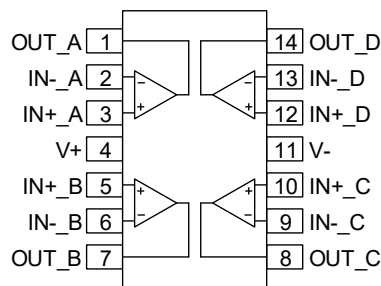 OUT_A 1 14 OUT_D
IN-_A 2 13 IN-_D
IN+_A 3 12 IN+_D
V+ 4 11 V-
IN+_B 5 10 IN+_C
IN-_B 6 9 IN-_C
OUT_B 7 8 OUT_C